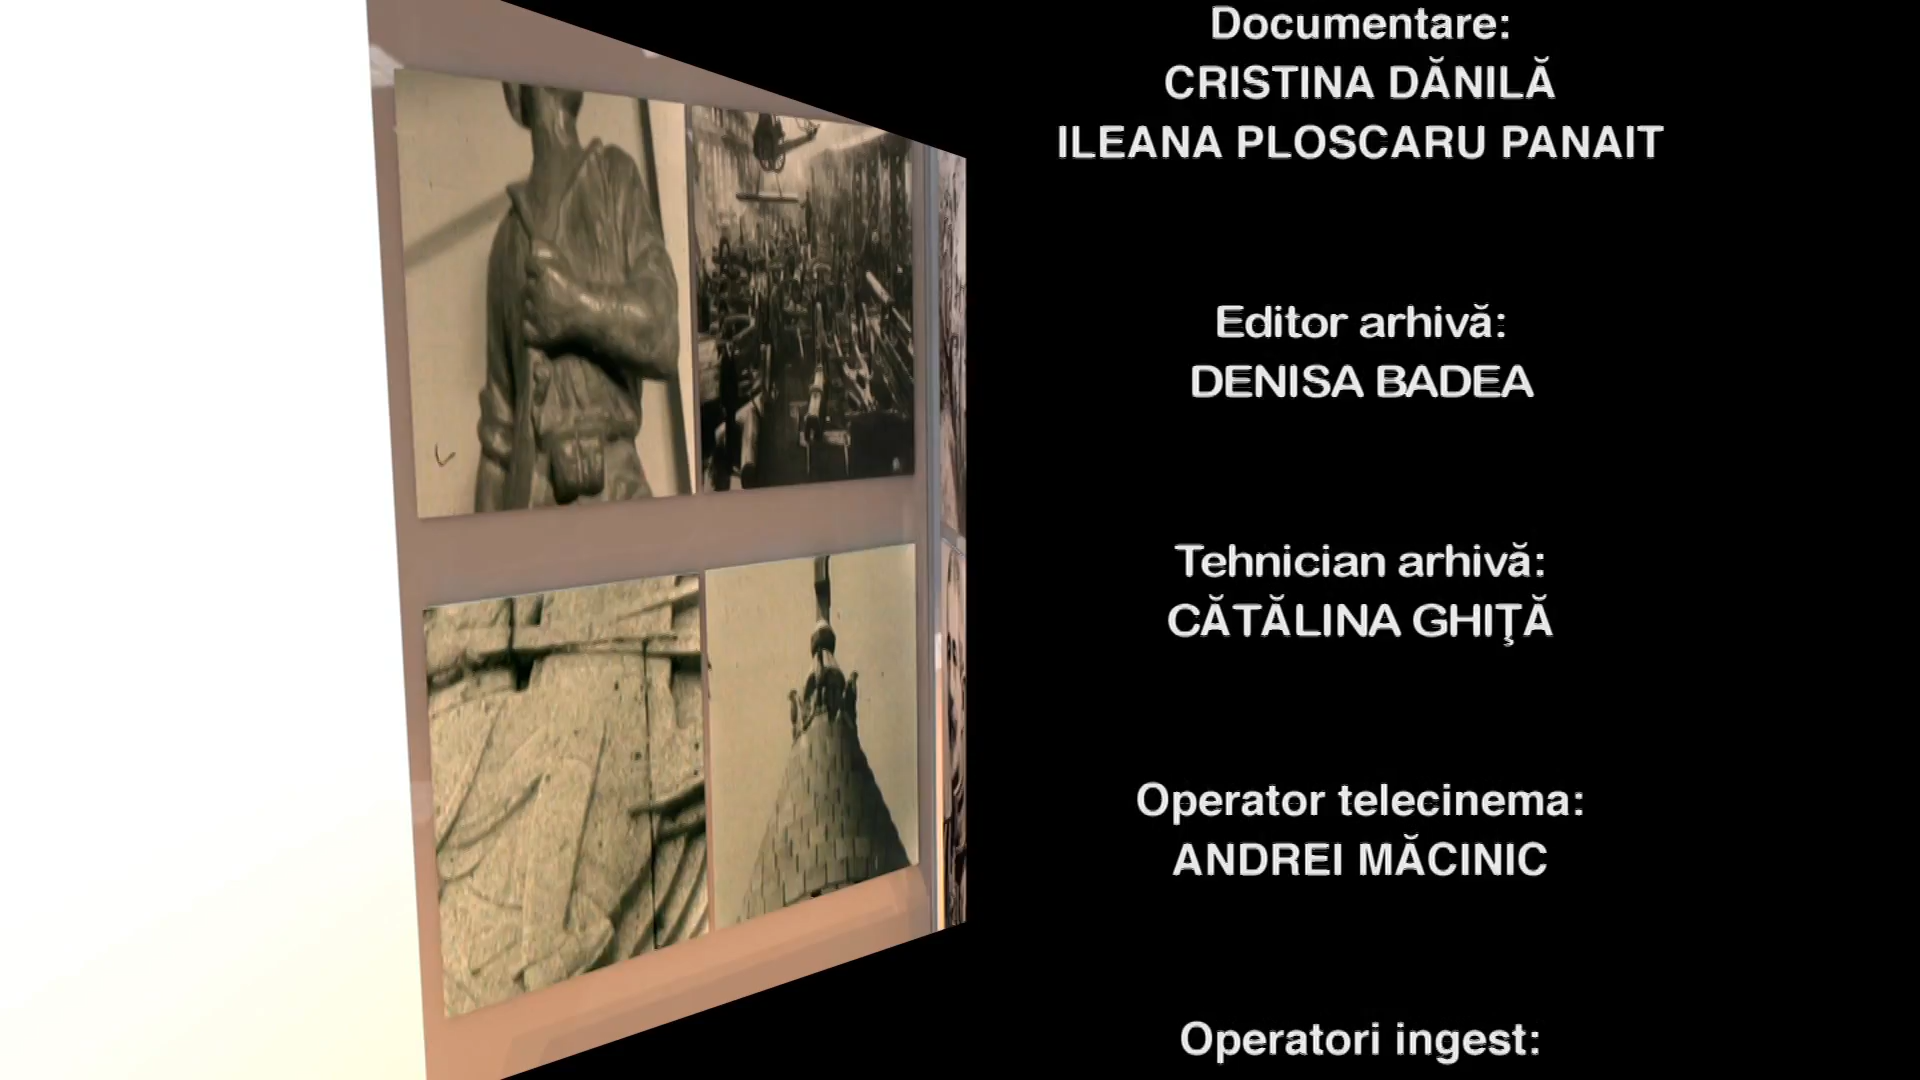 Documentare:
CRISTINA DĂNILĂ
ILEANA PLOSCARU PANAIT
Editor arhivă:
DENISA BADEA
Tehnician arhivă:
CĂTĂLINA GHIŢĂ
Operator telecinema:
ANDREI MĂCINIC
Operatori ingest: